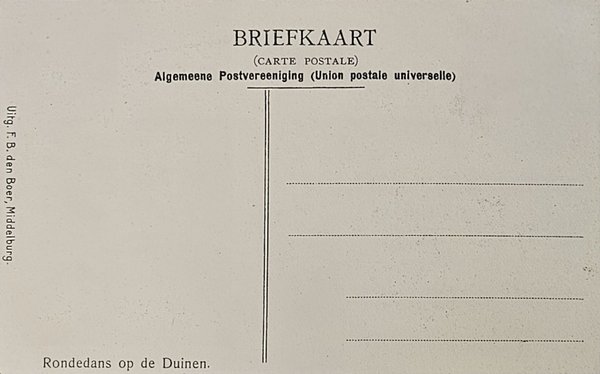 BRIEFKAART
(CARTE POSTALE)
Algemeene Postvereeniging (Union postale universelle)
Uitg. F. B. den Boer, Middelburg.
Rondedans op de Duinen.